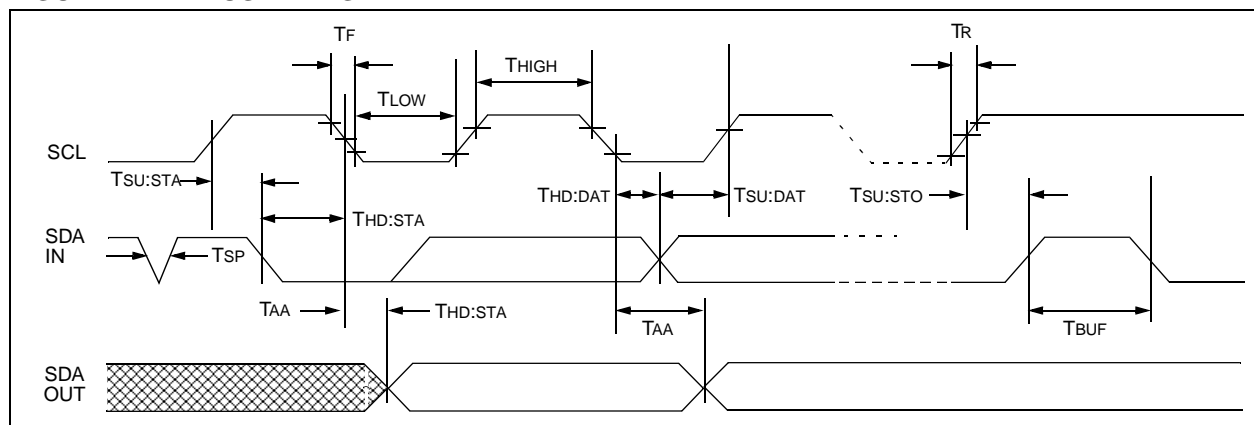 TF
TR
THIGH
TLOW
SCL
TSU:STA
THD:DAT
TSU:DAT
TSU:STO
THD:STA
SDA
IN
TSP
TAA
THD:STA
TAA
TBUF
SDA
OUT